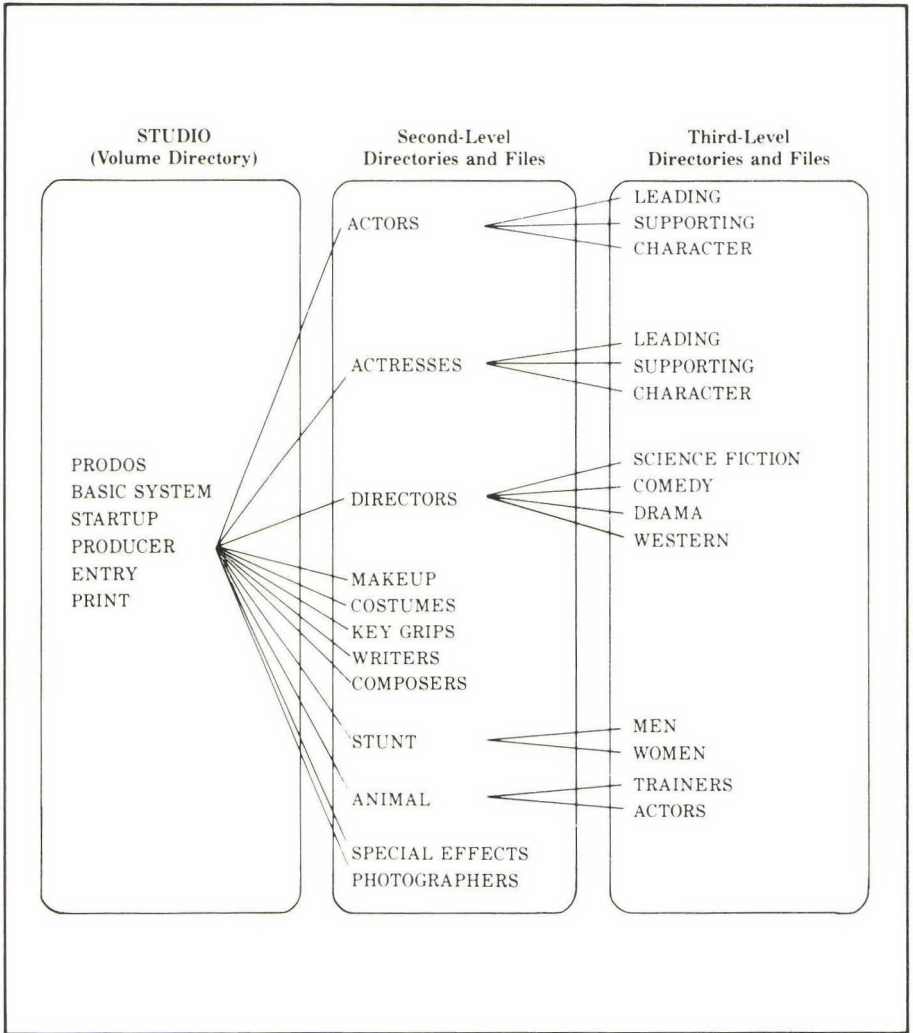 STUDIO
(Volume Directory)
PRODOS
BASIC SYSTEM
STARTUP
PRODUCER
ENTRY
PRINT
Second-Level
Directories and Files
ACTORS
ACTRESSES
DIRECTORS
MAKEUP
COSTUMES
KEY GRIPS
WRITERS
COMPOSERS
STUNT
ANIMAL
SPECIAL EFFECTS
PHOTOGRAPHERS
Third-Level
Directories and Files
LEADING
SUPPORTING
CHARACTER
LEADING
SUPPORTING
CHARACTER
SCIENCE FICTION
COMEDY
DRAMA
WESTERN
MEN
WOMEN
TRAINERS
ACTORS